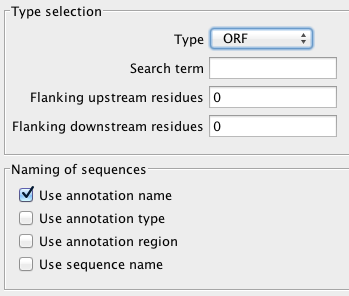 Type selection
Type ORF
Search term
Flanking upstream residues 0
Flanking downstream residues 0
Naming of sequences
Use annotation name
Use annotation type
Use annotation region
Use sequence name